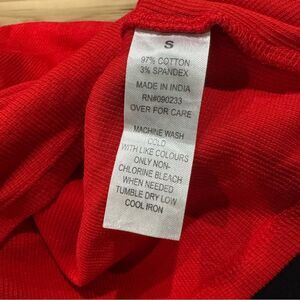 S
97% COTTON
3% SPANDEX
MADE IN INDIA
RN#090233
OVER FOR CARE
MACHINE WASH
COLD
WITH LIKE COLOURS
ONLY NON-
CHLORINE BLEACH
WHEN NEEDED
TUMBLE DRY LOW
COOL IRON